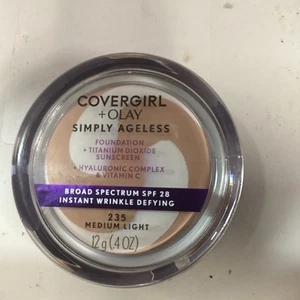 COVERGIRL
+OLAY
SIMPLY AGELESS
FOUNDATION
+ TITANIUM DIOXIDE
SUNSCREEN
+ HYALURONIC COMPLEX
& VITAMIN C
BROAD SPECTRUM SPF 28
INSTANT WRINKLE DEFYING
235
MEDIUM LIGHT
12 g (.4 OZ)